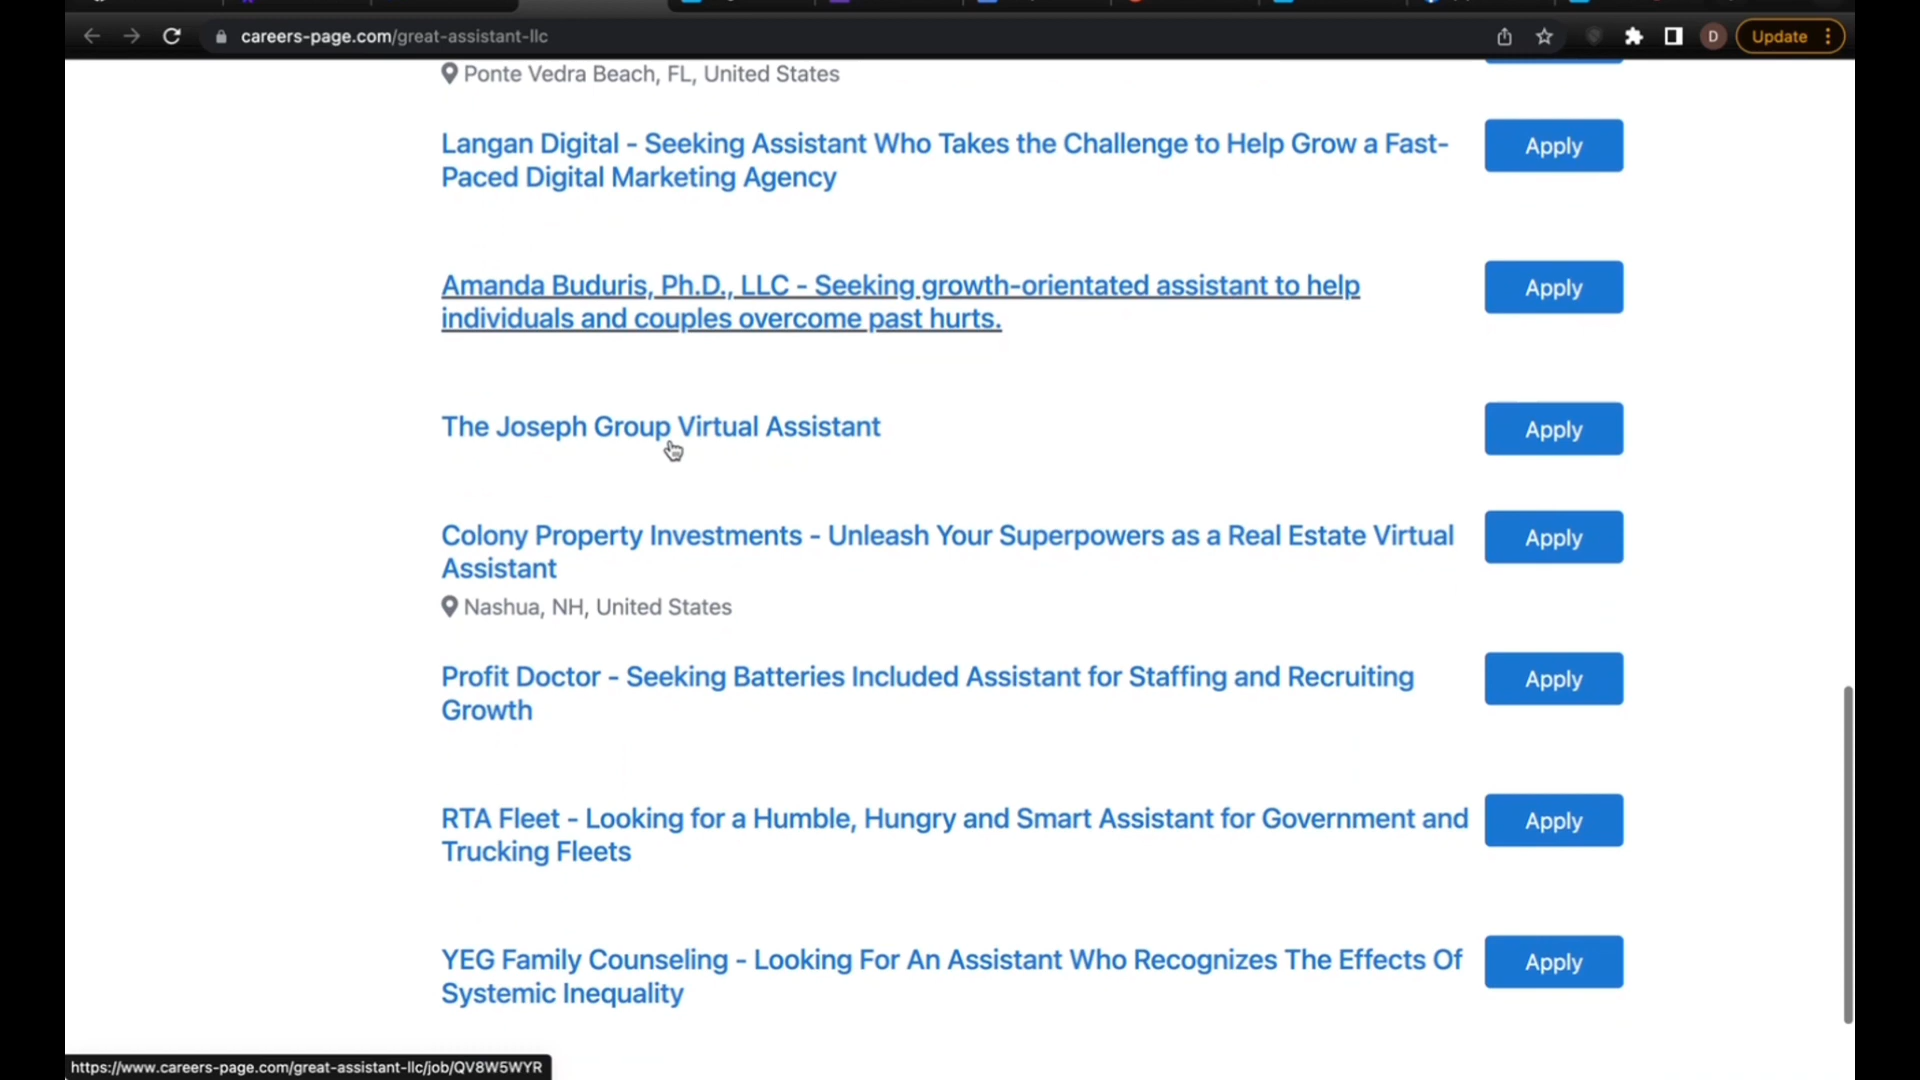 careers-page.com/great-assistant-llc
D
Update
Ponte Vedra Beach, FL, United States
Langan Digital - Seeking Assistant Who Takes the Challenge to Help Grow a Fast-
Paced Digital Marketing Agency
Apply
Amanda Buduris, Ph.D., LLC - Seeking growth-orientated assistant to help
individuals and couples overcome past hurts.
Apply
The Joseph Group Virtual Assistant
Apply
Colony Property Investments - Unleash Your Superpowers as a Real Estate Virtual
Assistant
Apply
Nashua, NH, United States
Profit Doctor - Seeking Batteries Included Assistant for Staffing and Recruiting
Growth
Apply
RTA Fleet - Looking for a Humble, Hungry and Smart Assistant for Government and
Trucking Fleets
Apply
YEG Family Counseling - Looking For An Assistant Who Recognizes The Effects Of
Systemic Inequality
Apply
https://www.careers-page.com/great-assistant-llc/job/QV8W5WYR